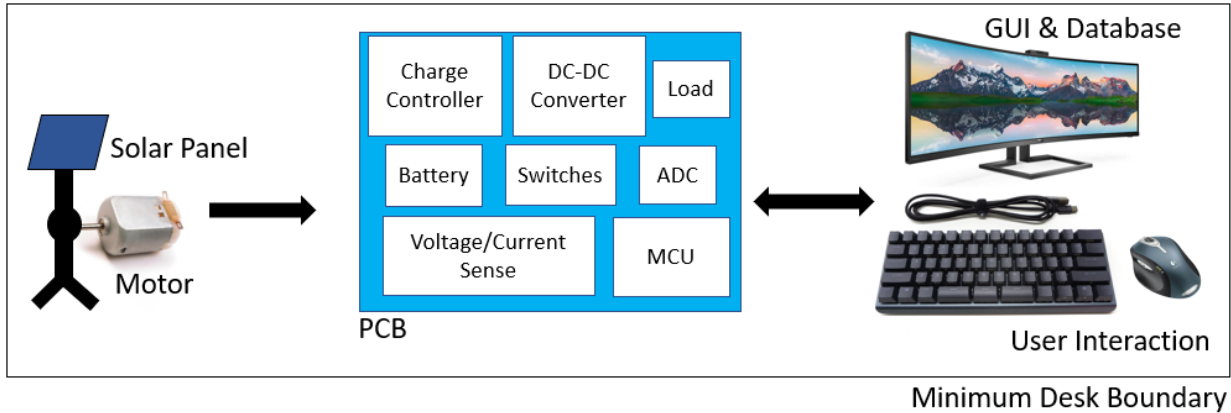 Solar Panel
Motor
Charge
Controller
DC-DC
Converter
Load
Battery
Switches
ADC
Voltage/Current
Sense
MCU
PCB
GUI & Database
User Interaction
Minimum Desk Boundary